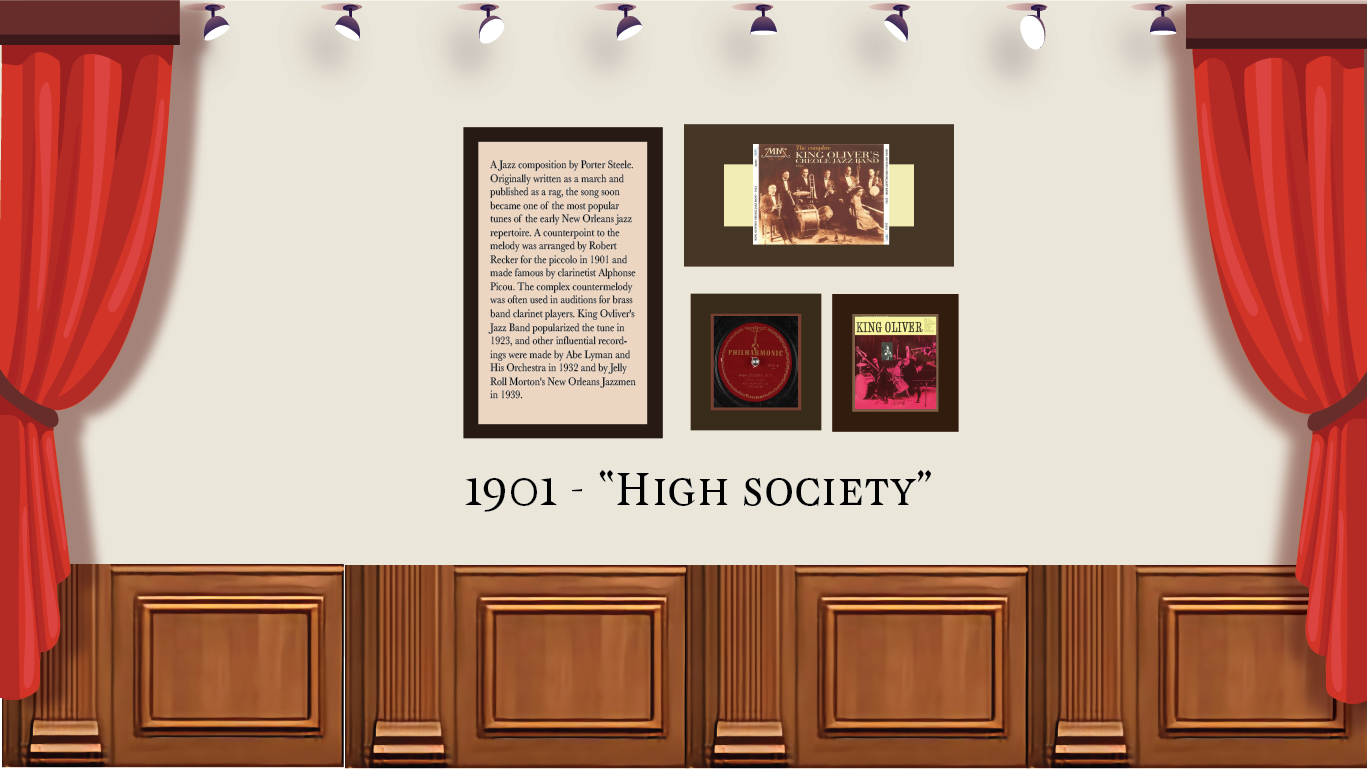 A Jazz composition by Porter Steele.
Originally written as a march and
published as a rag, the song soon
became one of the most popular
tunes of the early New Orleans jazz
repertoire. A counterpoint to the
melody was arranged by Robert
Recker for the piccolo in 1901 and
made famous by clarinetist Alphonse
Picou. The complex countermelody
was often used in auditions for brass
band clarinet players. King Ovliver's
Jazz Band popularized the tune in
1923, and other influential record-
ings were made by Abe Lyman and
His Orchestra in 1932 and by Jelly
Roll Morton's New Orleans Jazzmen
in 1939.
The complete
KING OLIVER'S
CREOLE JAZZ BAND
PHILHARMONIC
KING OLIVER
1901 - "High society"